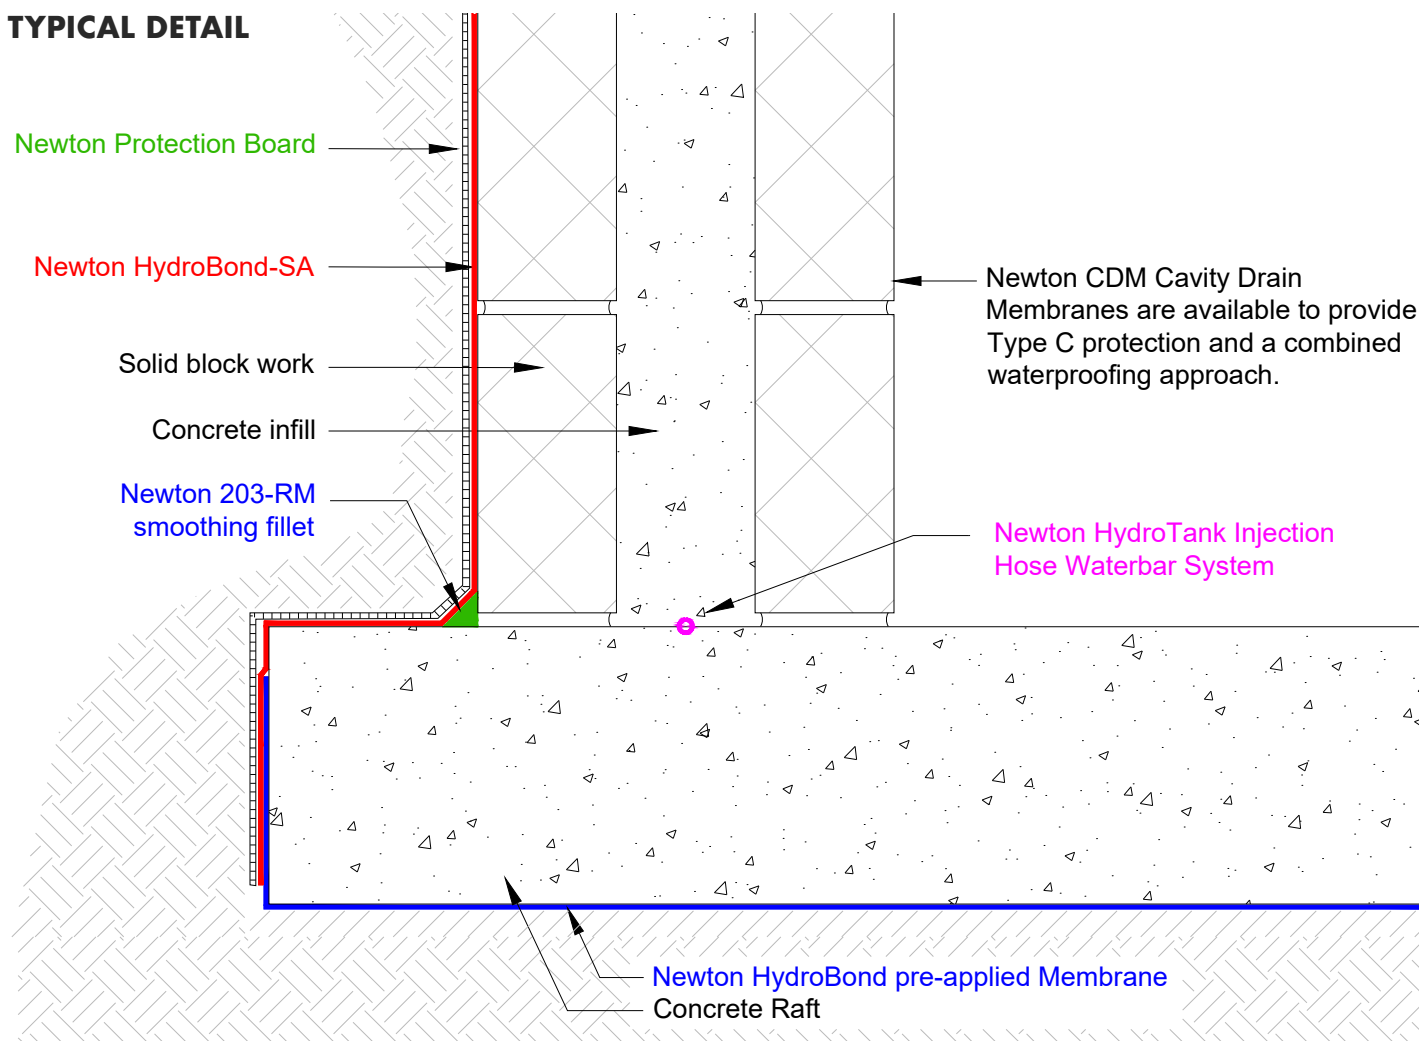 TYPICAL DETAIL
Newton Protection Board
Newton HydroBond-SA
Solid block work
Concrete infill
Newton 203-RM
smoothing fillet
Newton CDM Cavity Drain
Membranes are available to provide
Type C protection and a combined
waterproofing approach.
Newton HydroTank Injection
Hose Waterbar System
Newton HydroBond pre-applied Membrane
Concrete Raft